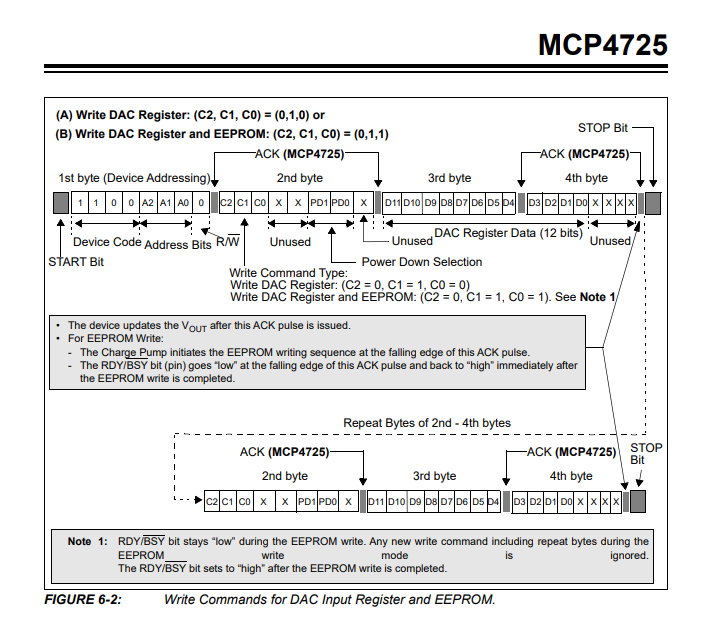 MCP4725
(A) Write DAC Register: (C2, C1, C0) = (0,1,0) or
(B) Write DAC Register and EEPROM: (C2, C1, C0) = (0,1,1)
STOP Bit
ACK (MCP4725)
ACK (MCP4725)
1st byte (Device Addressing)
2nd byte
3rd byte
4th byte
1 1 0 0 A2 A1 A0 0 C2 C1 C0 X X PD1 PD0 X D11 D10 D9 D8 D7 D6 D5 D4 D3 D2 D1 D0 X X X X
Device Code
Address Bits
R/W
Unused
Unused
DAC Register Data (12 bits)
Unused
START Bit
Power Down Selection
Write Command Type:
Write DAC Register: (C2 = 0, C1 = 1, C0 = 0)
Write DAC Register and EEPROM: (C2 = 0, C1 = 1, C0 = 1). See Note 1
• The device updates the VOUT after this ACK pulse is issued.
• For EEPROM Write:
- The Charge Pump initiates the EEPROM writing sequence at the falling edge of this ACK pulse.
- The RDY/BSY bit (pin) goes “low” at the falling edge of this ACK pulse and back to “high” immediately after
the EEPROM write is completed.
Repeat Bytes of 2nd - 4th bytes
ACK (MCP4725)
ACK (MCP4725)
STOP
Bit
2nd byte
3rd byte
4th byte
C2 C1 C0 X X PD1 PD0 X D11 D10 D9 D8 D7 D6 D5 D4 D3 D2 D1 D0 X X X X
Note 1: RDY/BSY bit stays “low” during the EEPROM write. Any new write command including repeat bytes during the
EEPROM write mode is ignored.
The RDY/BSY bit sets to “high” after the EEPROM write is completed.
FIGURE 6-2: Write Commands for DAC Input Register and EEPROM.